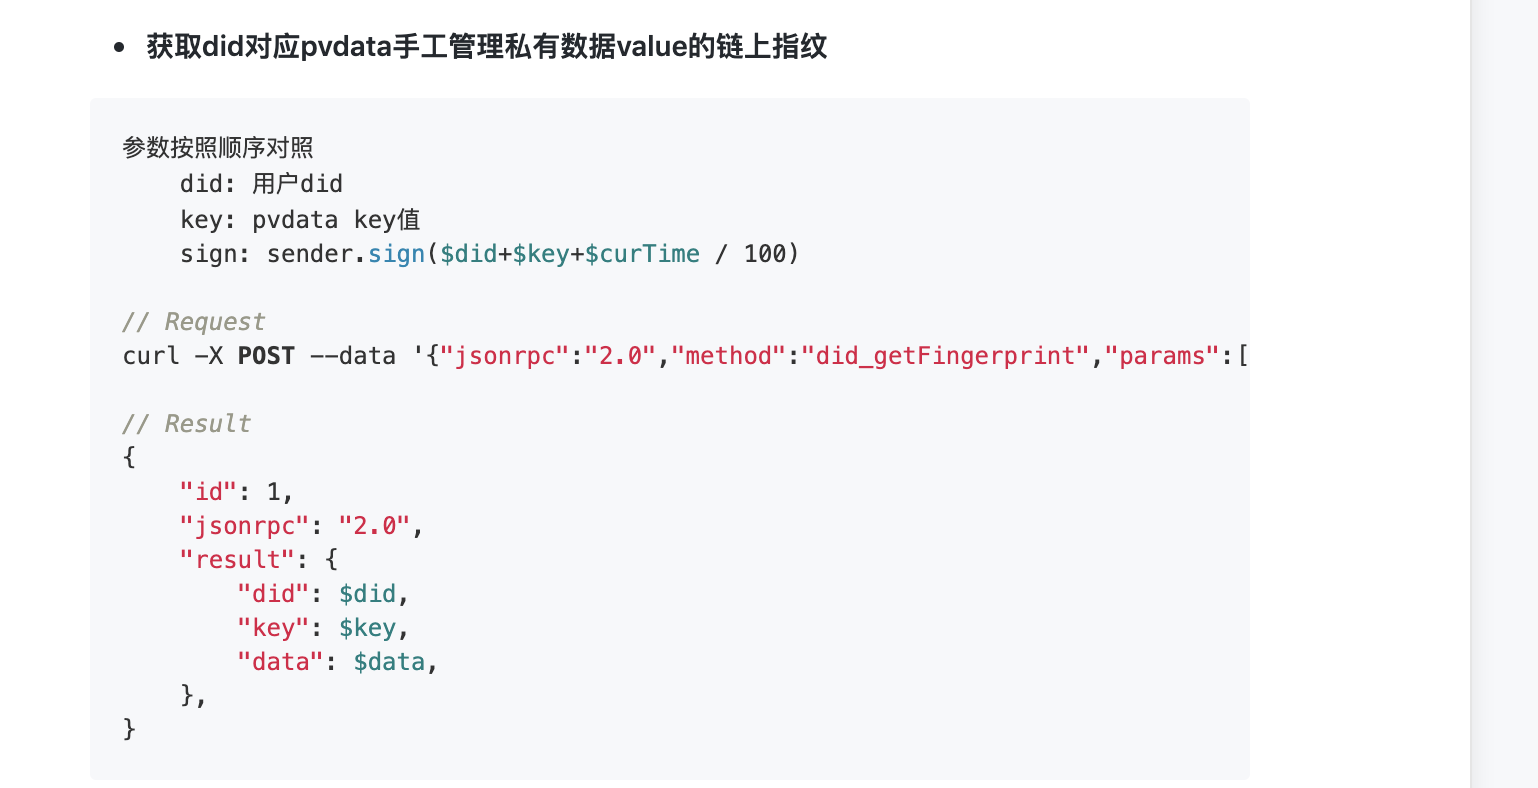 • 获取did对应pvdata手工管理私有数据value的链上指纹
参数按照顺序对照
    did: 用户did
    key: pvdata key值
    sign: sender.sign($did+$key+$curTime / 100)
// Request
curl -X POST --data '{"jsonrpc":"2.0","method":"did_getFingerprint","params":[
// Result
{
    "id": 1,
    "jsonrpc": "2.0",
    "result": {
        "did": $did,
        "key": $key,
        "data": $data,
    },
}